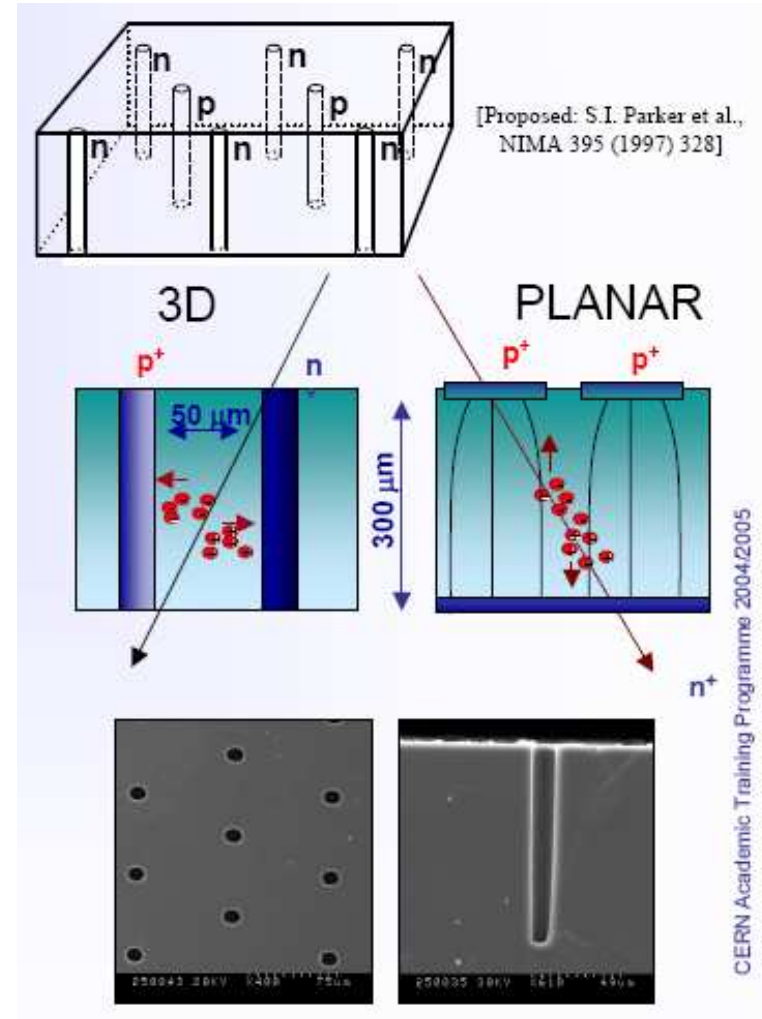 n
n
n
p
p
n
n
n
[Proposed: S.I. Parker et al.,
NIMA 395 (1997) 328]
3D
PLANAR
p⁺
n
p⁺
p⁺
50 µm
300 µm
n⁺
CERN Academic Training Programme 2004/2005
75um